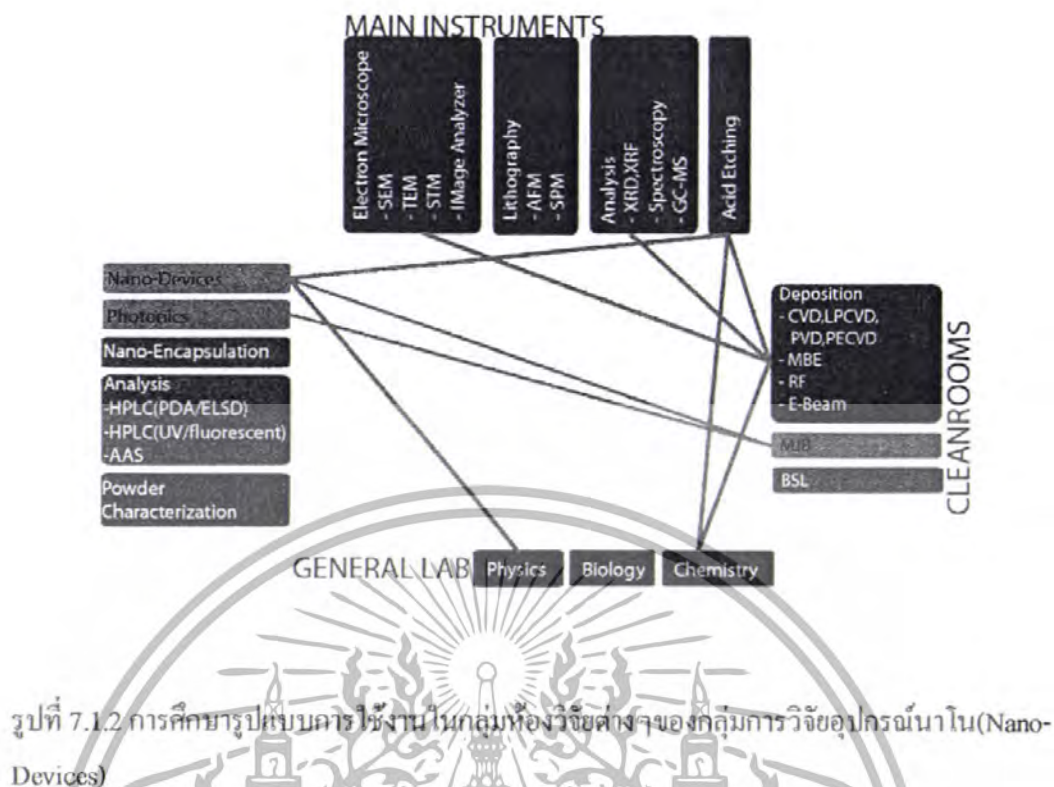 MAIN INSTRUMENTS
Electron Microscope
- SEM
- TEM
- STM
- IMage Analyzer
Lithography
- AFM
- SPM
Analysis
- XRD,XRF
- Spectroscopy
- GC-MS
Acid Etching
Nano-Devices
Photonics
Nano-Encapsulation
Analysis
-HPLC(PDA/ELSD)
-HPLC(UV/fluorescent)
-AAS
Powder
Characterization
Deposition
- CVD,LPCVD,
PVD,PECVD
- MBE
- RF
- E-Beam
MJB
BSL
CLEANROOMS
GENERAL LAB
Physics
Biology
Chemistry
รูปที่ 7.1.2 การศึกษารูปแบบการใช้งานในกลุ่มห้องวิจัยต่างๆของกลุ่มการวิจัยอุปกรณ์นาโน(Nano-
Devices)